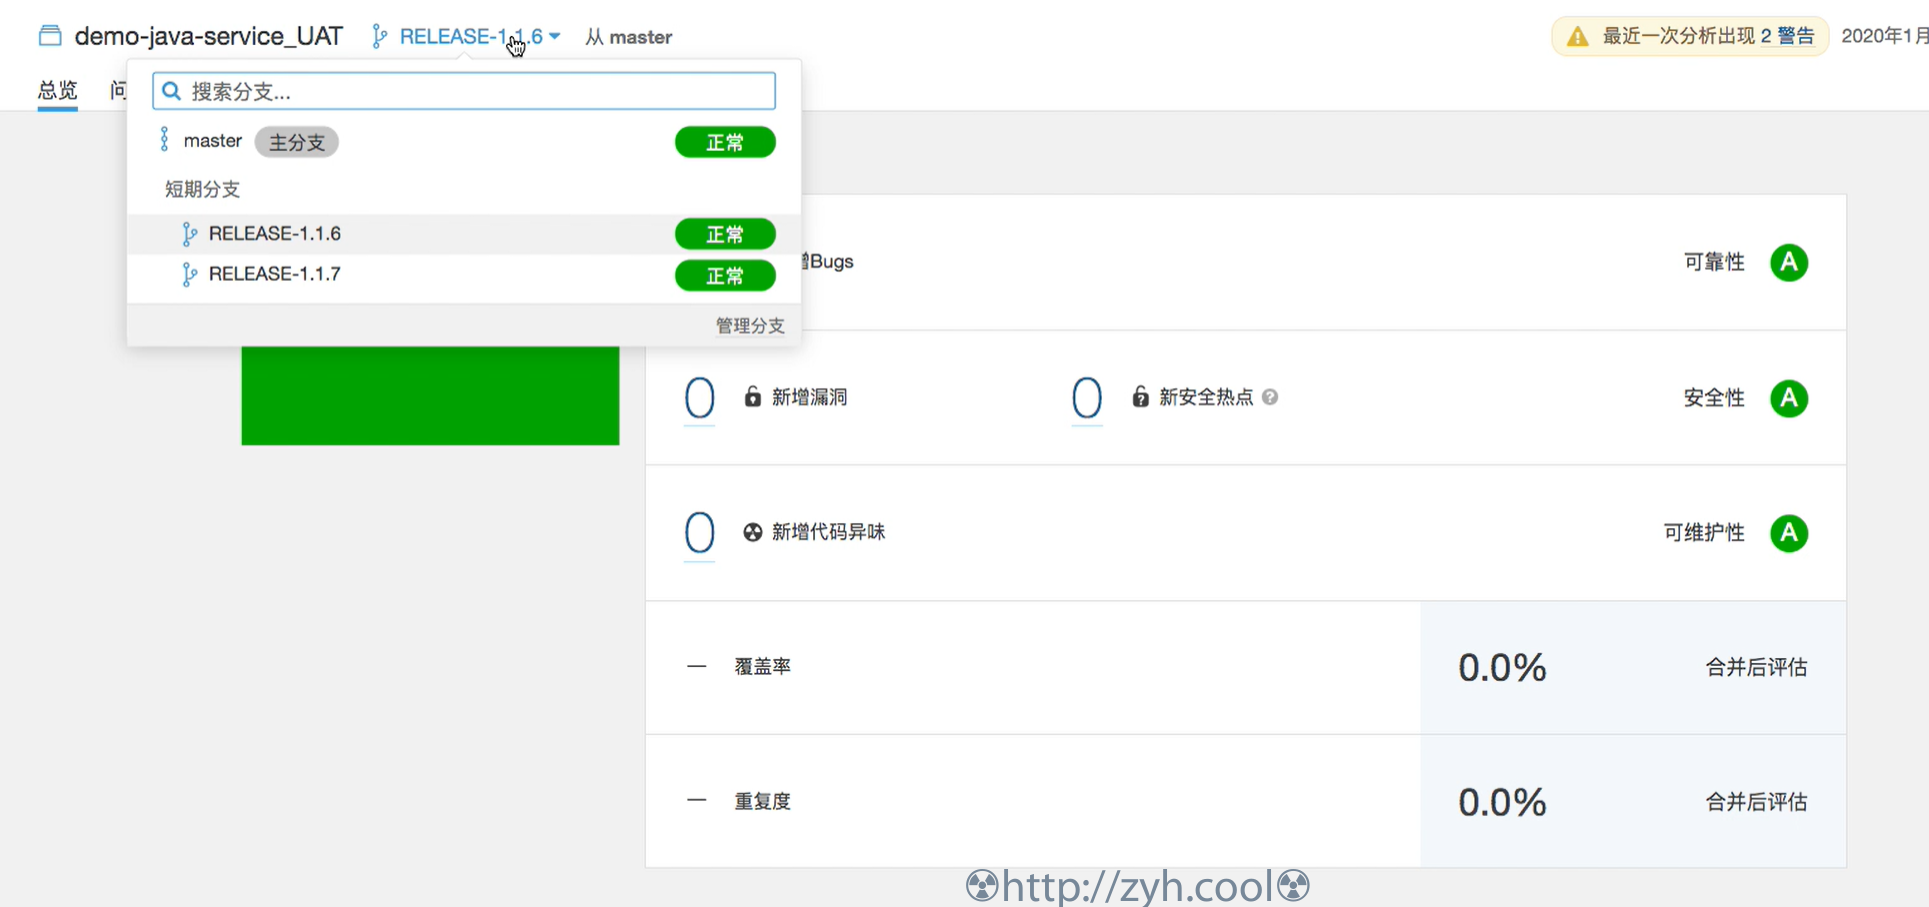 demo-java-service_UAT RELEASE-1.1.6 从 master 最近一次分析出现 2 警告 2020年1月
总览 问
搜索分支...
master 主分支 正常
短期分支
RELEASE-1.1.6 正常
RELEASE-1.1.7 正常
管理分支
增Bugs 可靠性 A
0 新增漏洞 0 新安全热点 ? 安全性 A
0 新增代码异味 可维护性 A
— 覆盖率 0.0% 合并后评估
— 重复度 0.0% 合并后评估
☢http://zyh.cool☢